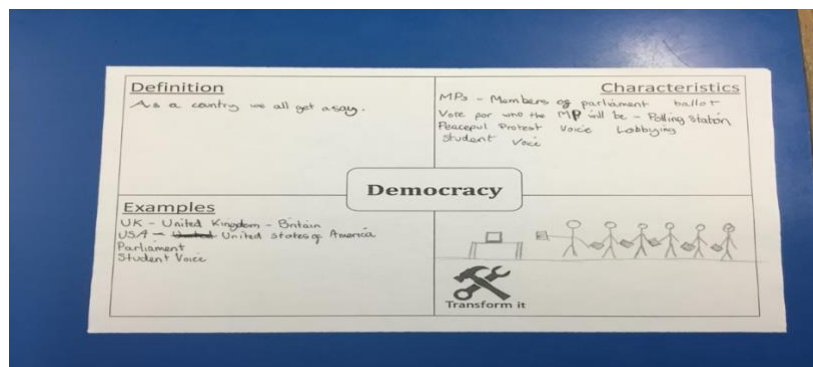 Definition
As a country we all get a say.
Characteristics
MPs - Members of parliament ballot
Vote for who the MP will be - Polling Station
Peaceful Protest Voice Lobbying
Student Voice
Democracy
Examples
UK - United Kingdom - Britain
USA - United States of America
Parliament
Student Voice
Transform it